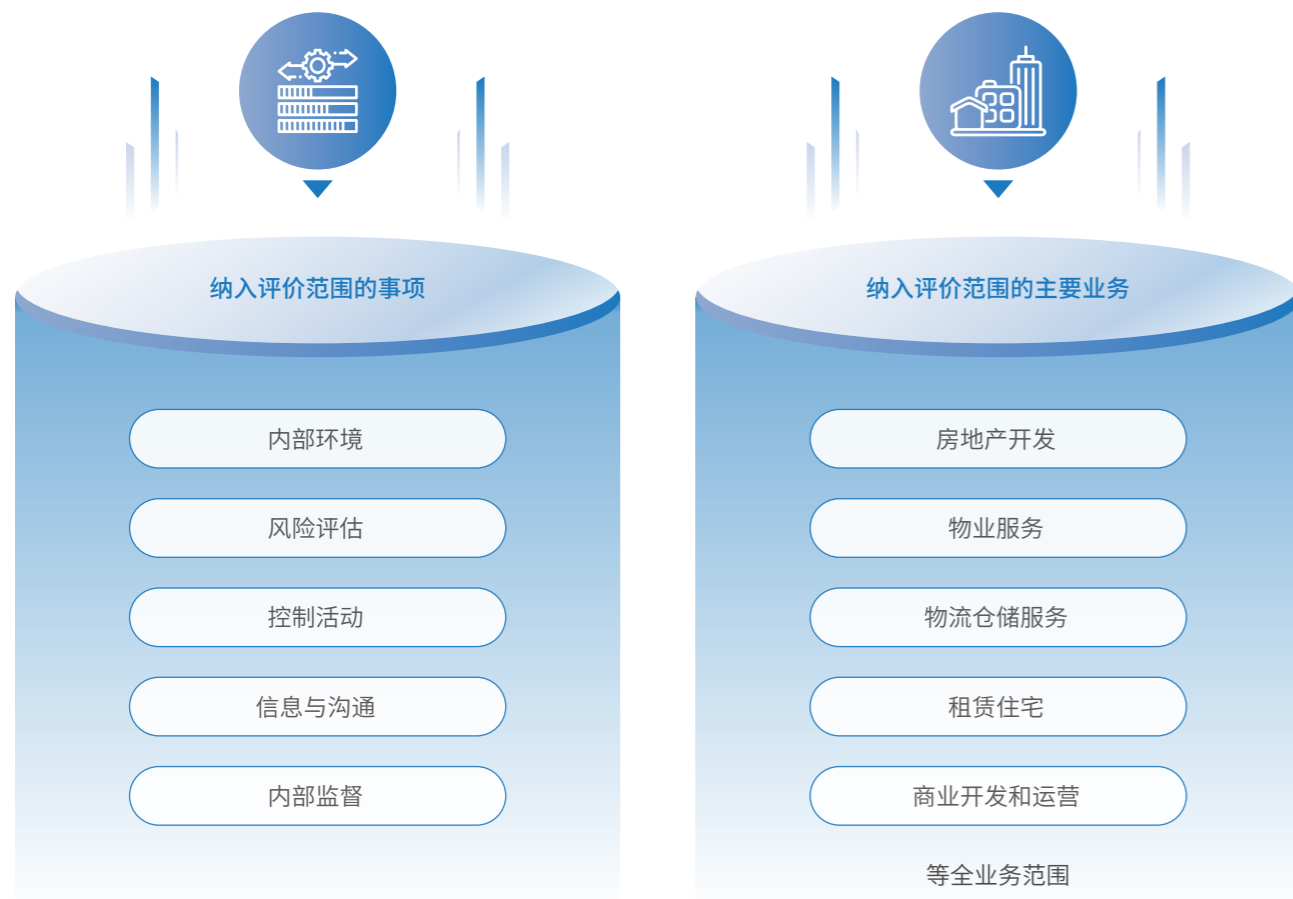 纳入评价范围的事项
内部环境
风险评估
控制活动
信息与沟通
内部监督
纳入评价范围的主要业务
房地产开发
物业服务
物流仓储服务
租赁住宅
商业开发和运营
等全业务范围